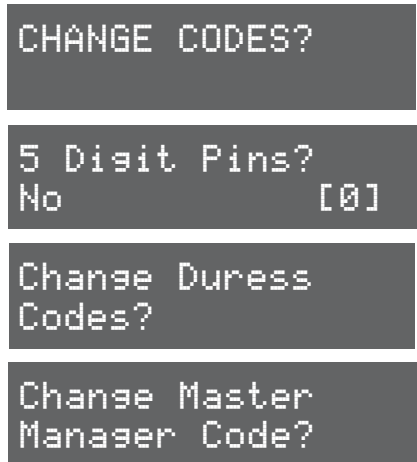 CHANGE CODES?
5 Digit Pins?
No [0]
Change Duress
Codes?
Change Master
Manager Code?